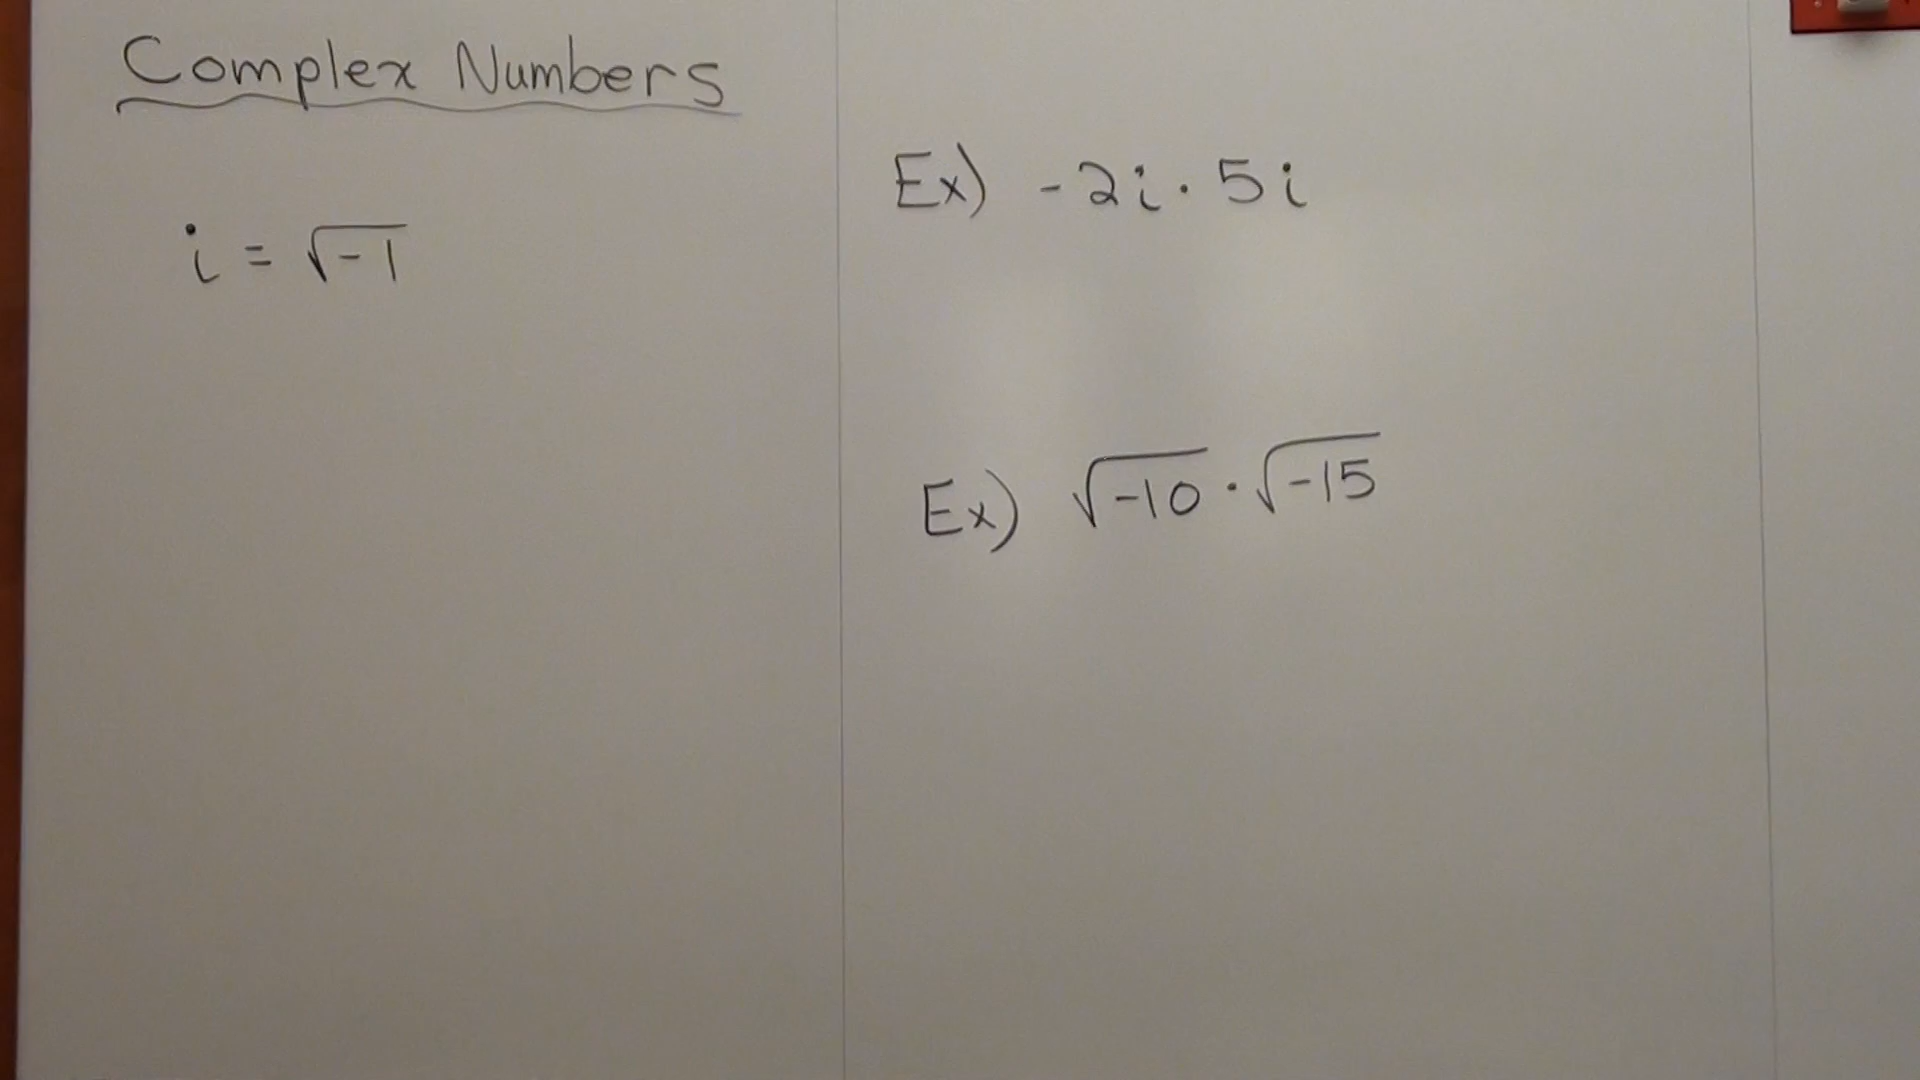 Complex Numbers
i = √-1
Ex) -2i · 5i
Ex) √-10 · √-15